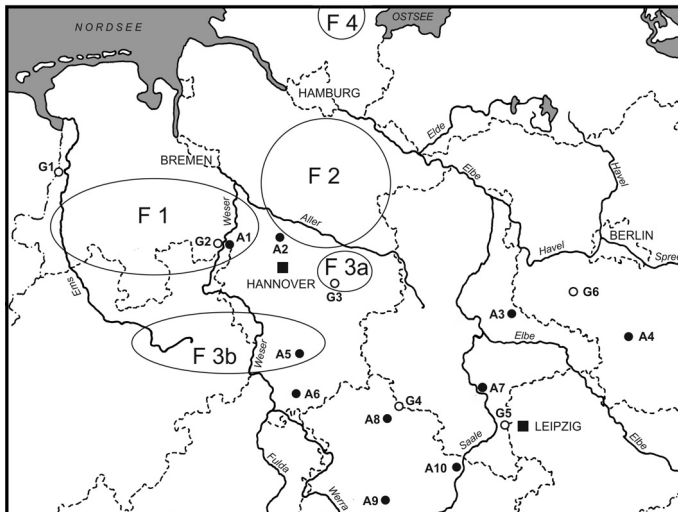 NORDSEE
OSTSEE
F 4
HAMBURG
Elde
Elbe
Havel
G1
BREMEN
F 2
F 1
Weser
Aller
G2
A1
A2
BERLIN
Havel
Spree
F 3a
HANNOVER
G3
G6
Ems
A3
Elbe
A4
F 3b
Weser
A5
A6
A7
G4
A8
G5
LEIPZIG
Saale
Elbe
Fulda
A10
Werra
A9